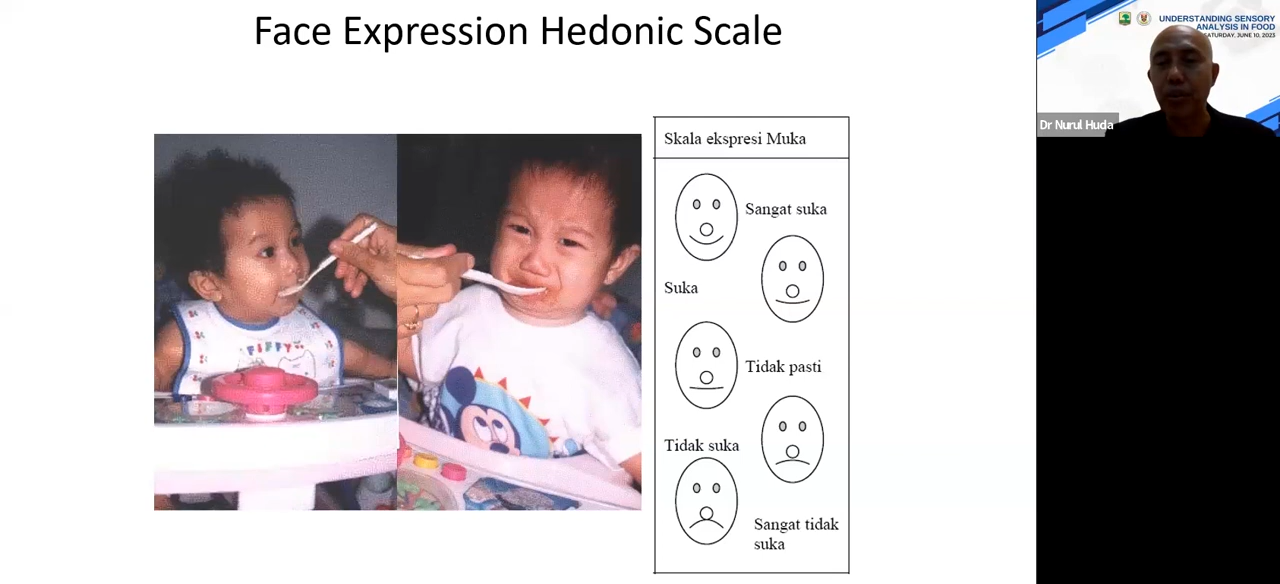 Face Expression Hedonic Scale
Skala ekspresi Muka
Sangat suka
Suka
Tidak pasti
Tidak suka
Sangat tidak
suka
FIFFY
UNDERSTANDING SENSORY
ANALYSIS IN FOOD
SATURDAY, JUNE 10, 2023
Dr Nurul Huda